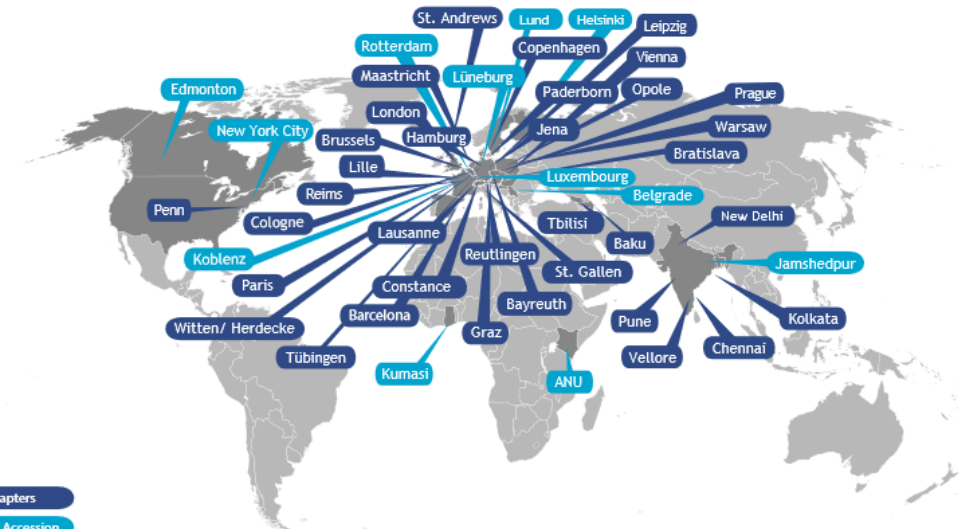 St. Andrews
Lund
Helsinki
Leipzig
Rotterdam
Copenhagen
Vienna
Maastricht
Lüneburg
Edmonton
Paderborn
Opole
Prague
London
New York City
Hamburg
Jena
Warsaw
Brussels
Bratislava
Lille
Luxembourg
Reims
Belgrade
Penn
Cologne
Tbilisi
New Delhi
Lausanne
Baku
Koblenz
Reutlingen
Jamshedpur
Paris
Constance
St. Gallen
Bayreuth
Witten/ Herdecke
Barcelona
Graz
Pune
Kolkata
Tübingen
Vellore
Chennai
Kumasi
ANU
apters
Accession